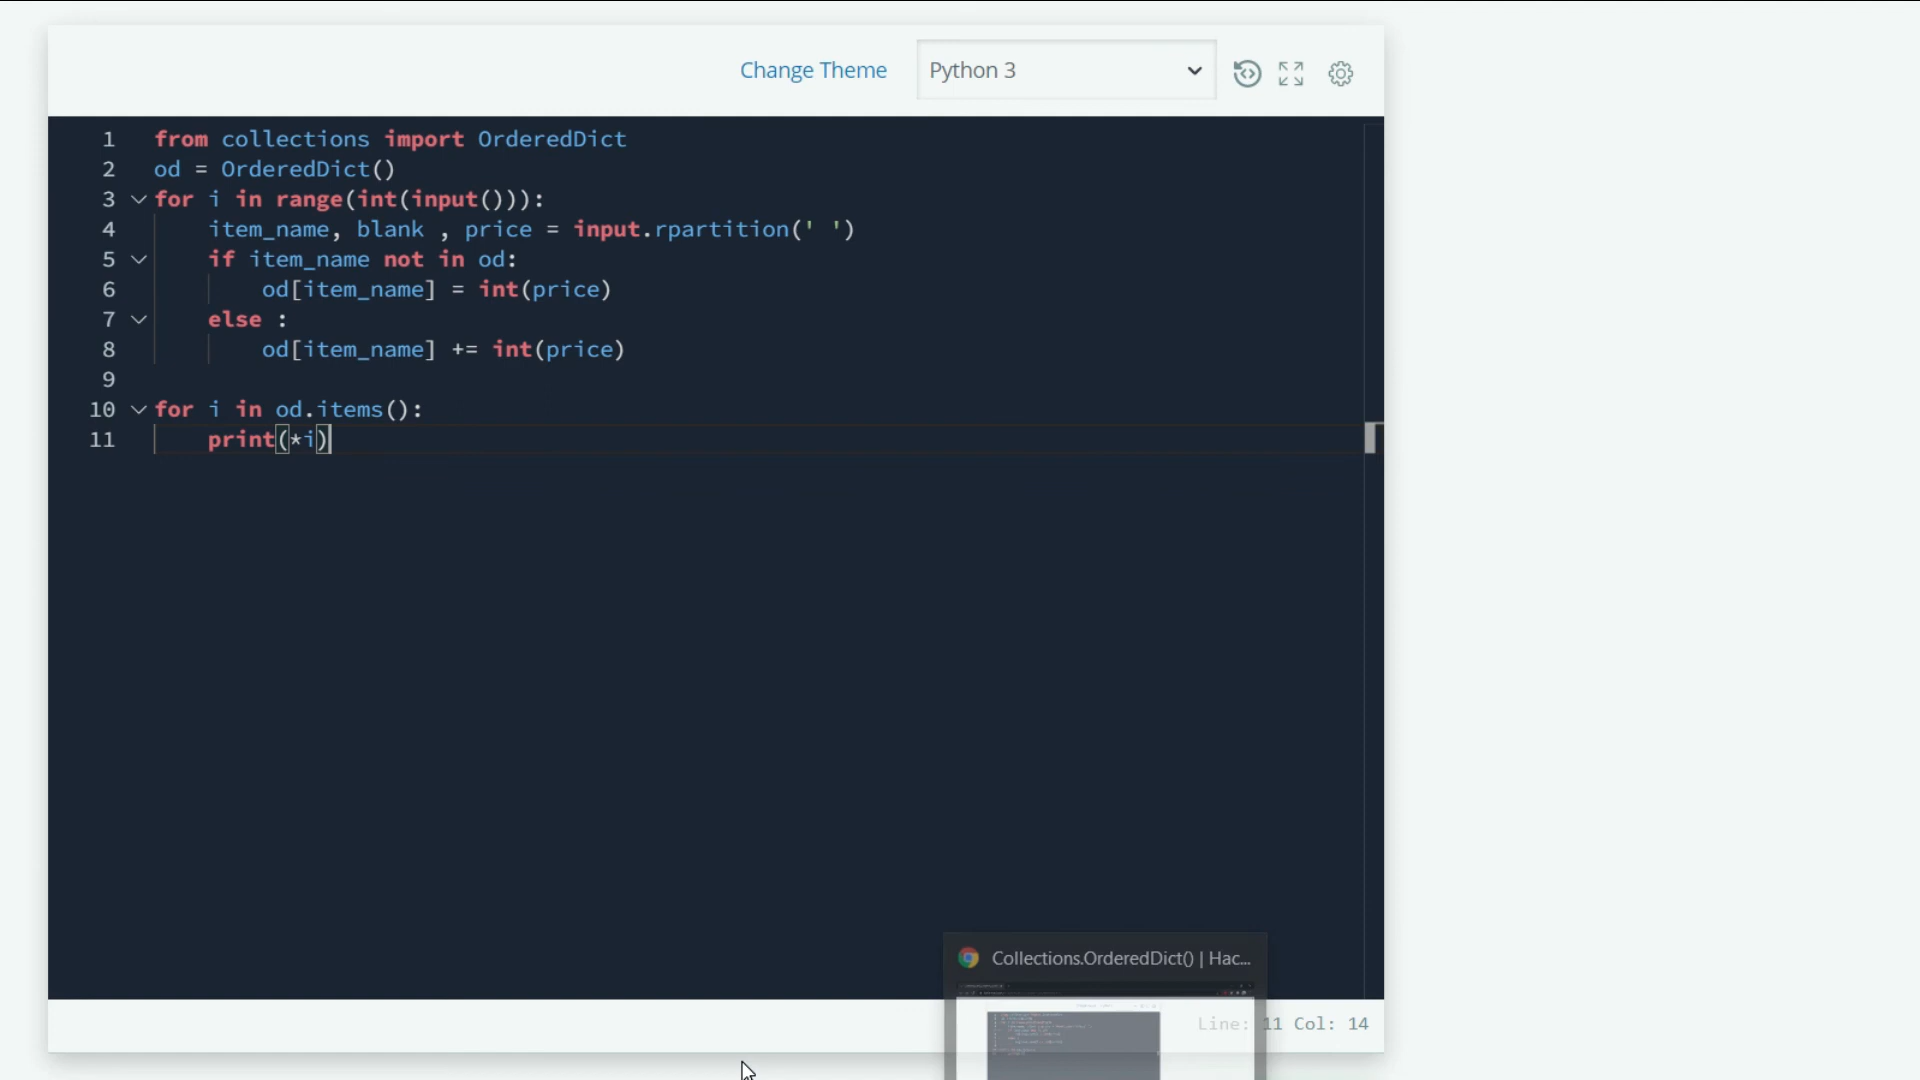 Change Theme Python 3
1 from collections import OrderedDict
2 od = OrderedDict()
3 for i in range(int(input())):
4     item_name, blank , price = input.rpartition(' ')
5     if item_name not in od:
6         od[item_name] = int(price)
7     else :
8         od[item_name] += int(price)
9
10 for i in od.items():
11     print(*i)
Collections.OrderedDict() | Hac...
Line: 11 Col: 14